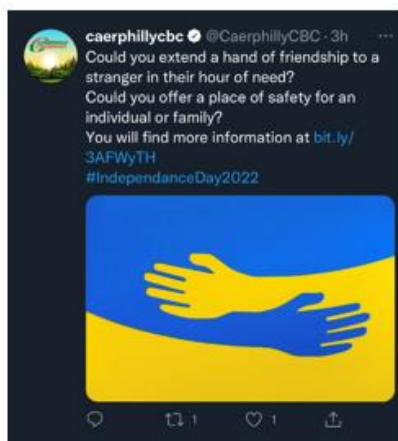 caerphillycbc @CaerphillyCBC · 3h
Could you extend a hand of friendship to a
stranger in their hour of need?
Could you offer a place of safety for an
individual or family?
You will find more information at bit.ly/
3AFWyTH
#IndependanceDay2022
1 1